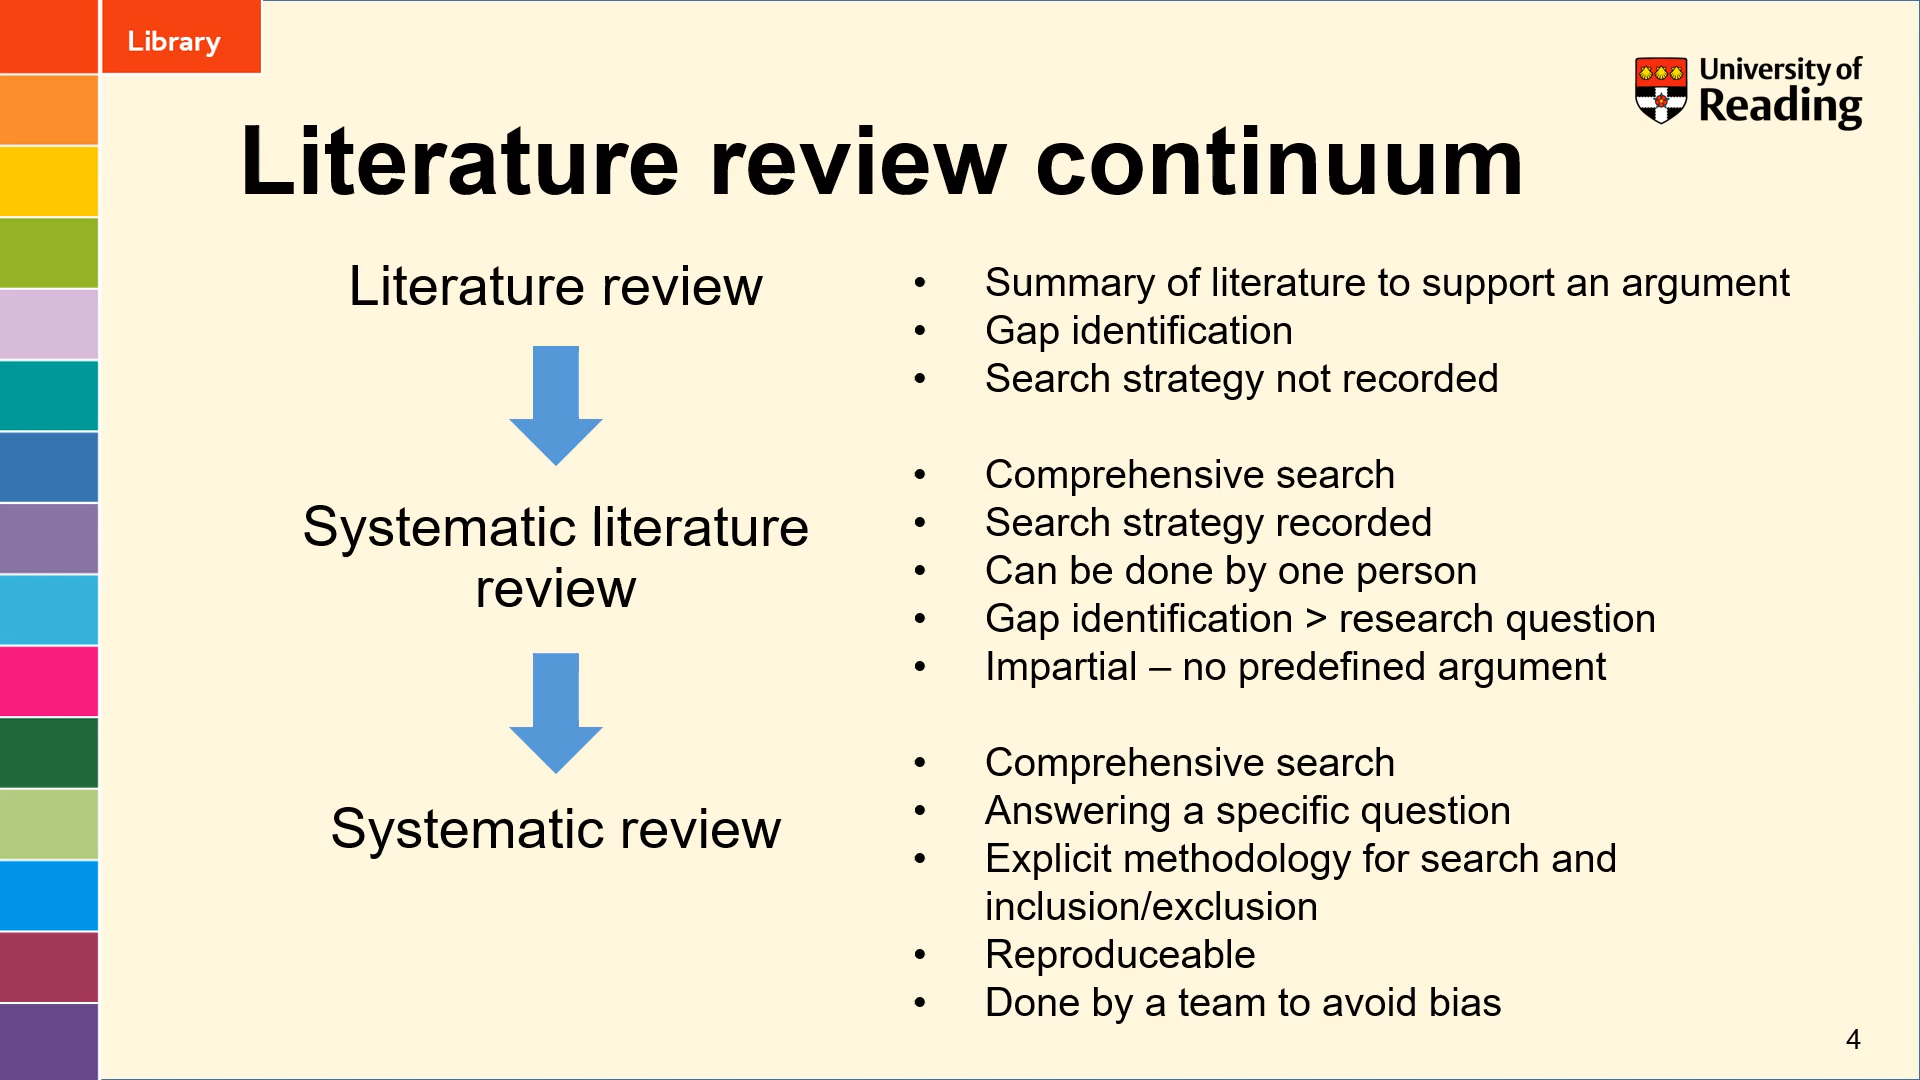 Library
University of
Reading
Literature review continuum
Literature review
• Summary of literature to support an argument
• Gap identification
• Search strategy not recorded
Systematic literature
review
• Comprehensive search
• Search strategy recorded
• Can be done by one person
• Gap identification > research question
• Impartial – no predefined argument
Systematic review
• Comprehensive search
• Answering a specific question
• Explicit methodology for search and
inclusion/exclusion
• Reproduceable
• Done by a team to avoid bias
4